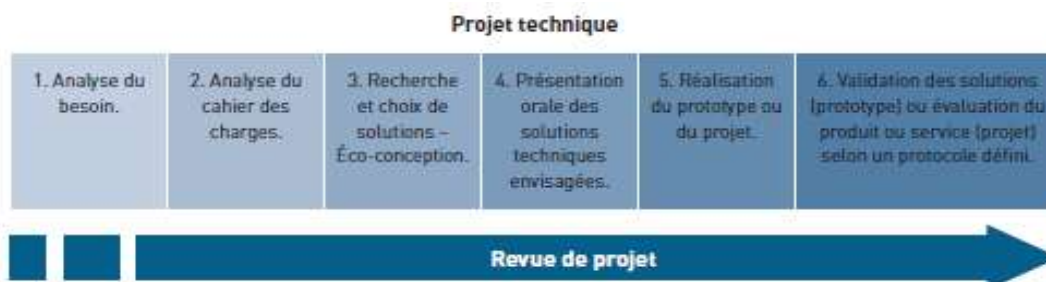 Projet technique
1. Analyse du
besoin.
2. Analyse du
cahier des
charges.
3. Recherche
et choix de
solutions –
Éco-conception.
4. Présentation
orale des
solutions
techniques
envisagées.
5. Réalisation
du prototype ou
du projet.
6. Validation des solutions
(prototype) ou évaluation du
produit ou service (projet)
selon un protocole défini.
Revue de projet